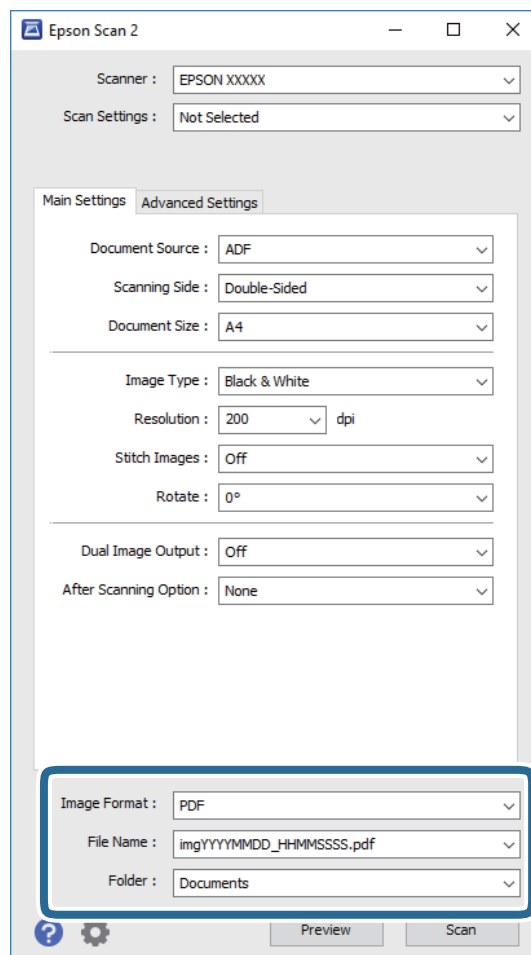 Epson Scan 2
Scanner : EPSON XXXXX
Scan Settings : Not Selected
Main Settings Advanced Settings
Document Source : ADF
Scanning Side : Double-Sided
Document Size : A4
Image Type : Black & White
Resolution : 200 dpi
Stitch Images : Off
Rotate : 0°
Dual Image Output : Off
After Scanning Option : None
Image Format : PDF
File Name : imgYYYYMMDD_HHMMSSSS.pdf
Folder : Documents
? Preview Scan